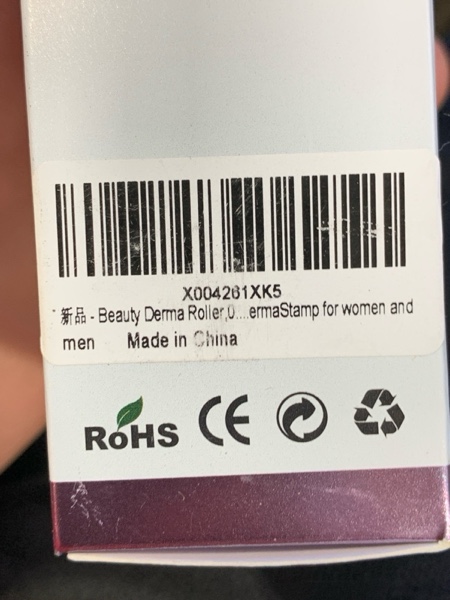 X004261XK5
新品 - Beauty Derma Roller,0....ermaStamp for women and
men Made in China
RoHS CE